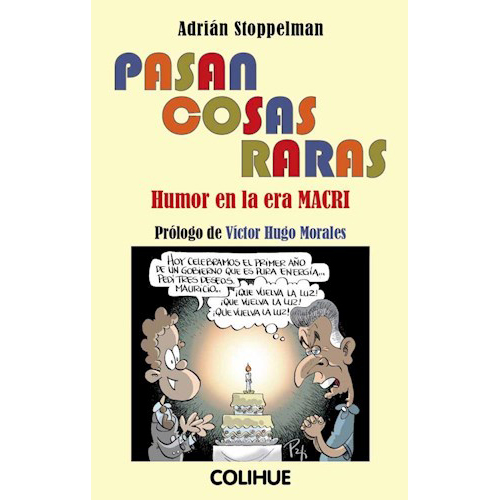 Adrián Stoppelman
PASAN
COSAS
RARAS
Humor en la era MACRI
Prólogo de Víctor Hugo Morales
HOY CELEBRAMOS EL PRIMER AÑO
DE UN GOBIERNO QUE ES PURA ENERGÍA...
PEDÍ TRES DESEOS,
MAURICIO..
¡QUE VUELVA LA LUZ!
¡QUE VUELVA LA LUZ!
¡QUE VUELVA LA LUZ!
COLIHUE